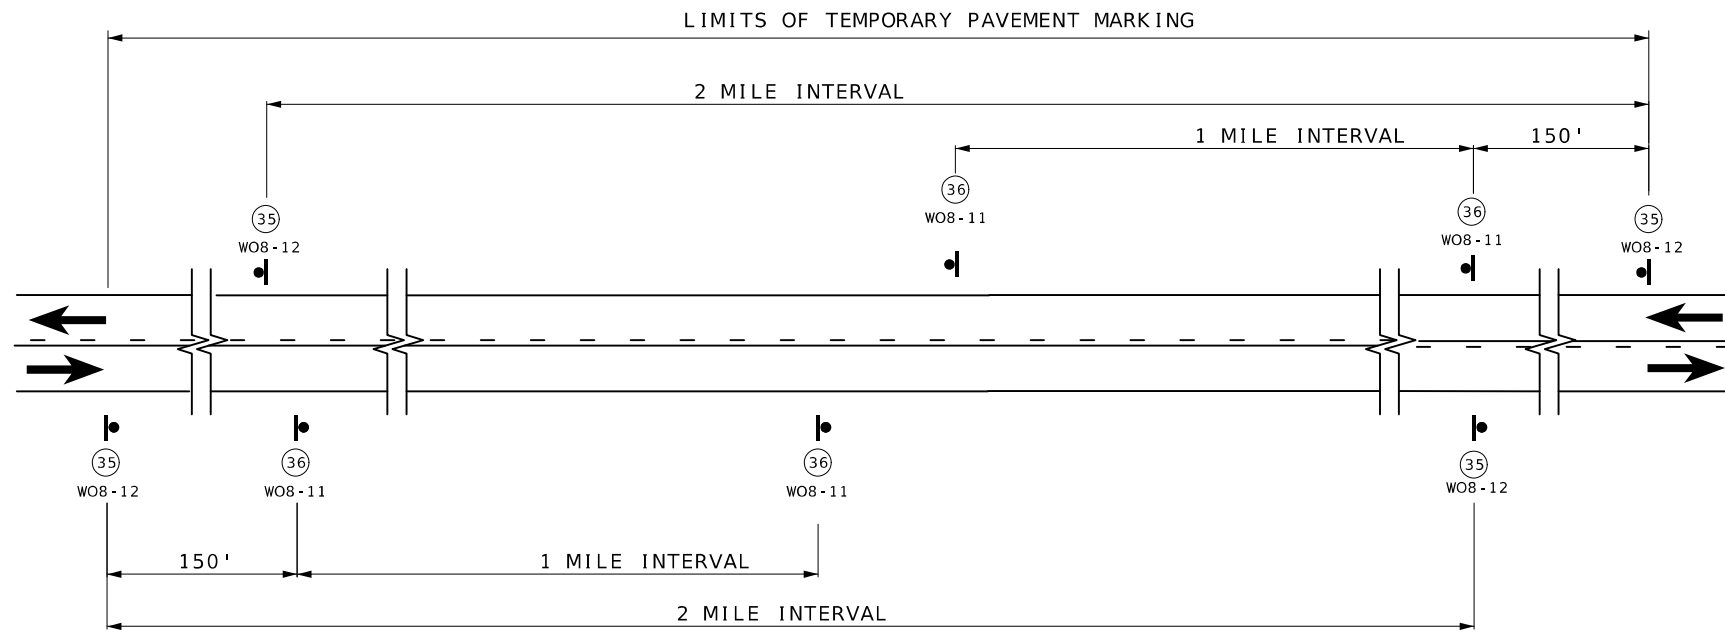 LIMITS OF TEMPORARY PAVEMENT MARKING
2 MILE INTERVAL
1 MILE INTERVAL 150'
36
WO8-11
35
WO8-12
36
WO8-11
35
WO8-12
35
WO8-12
36
WO8-11
36
WO8-11
35
WO8-12
150' 1 MILE INTERVAL
2 MILE INTERVAL